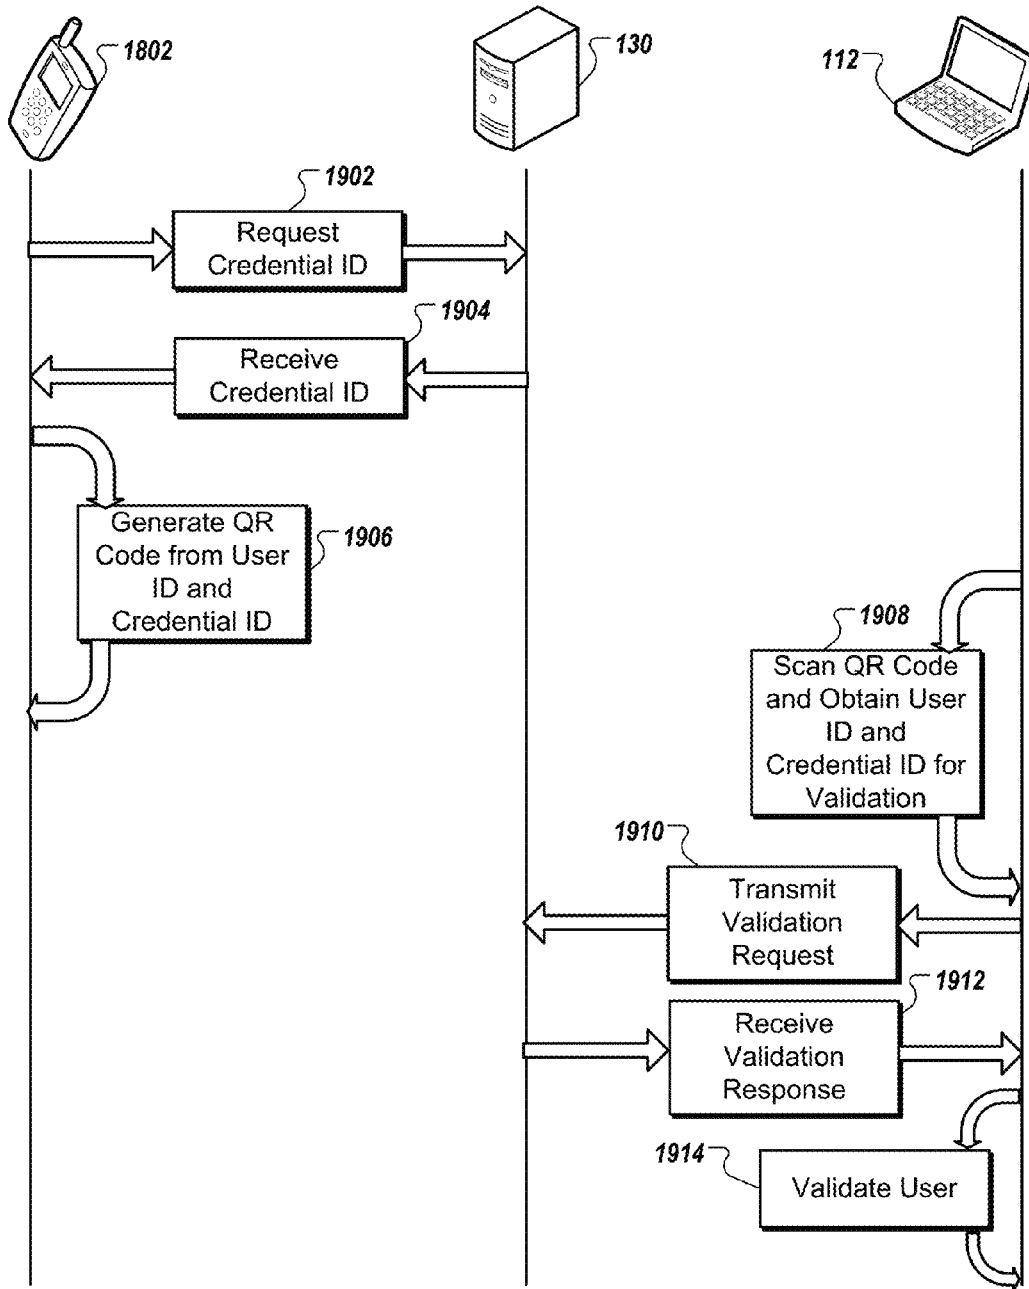 1802
130
112
1902
Request
Credential ID
1904
Receive
Credential ID
Generate QR
Code from User
ID and
Credential ID
1906
1908
Scan QR Code
and Obtain User
ID and
Credential ID for
Validation
1910
Transmit
Validation
Request
1912
Receive
Validation
Response
1914
Validate User